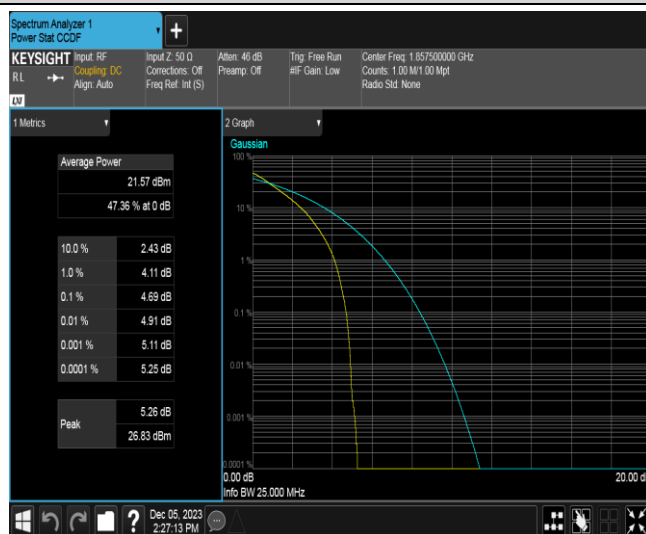 Spectrum Analyzer 1
Power Stat CCDF
+
KEYSIGHT
RL
LXI
Input: RF
Coupling: DC
Align: Auto
Input Z: 50 Ω
Corrections: Off
Freq Ref: Int (S)
Atten: 46 dB
Preamp: Off
Trig: Free Run
#IF Gain: Low
Center Freq: 1.857500000 GHz
Counts: 1.00 M/1.00 Mpt
Radio Std: None
1 Metrics
Average Power
21.57 dBm
47.36 % at 0 dB
10.0 % 2.43 dB
1.0 % 4.11 dB
0.1 % 4.69 dB
0.01 % 4.91 dB
0.001 % 5.11 dB
0.0001 % 5.25 dB
Peak
5.26 dB
26.83 dBm
2 Graph
Gaussian
100 %
10 %
1 %
0.1 %
0.01 %
0.001 %
0.0001 %
0.00 dB
20.00 d
Info BW 25.000 MHz
?
Dec 05, 2023
2:27:13 PM